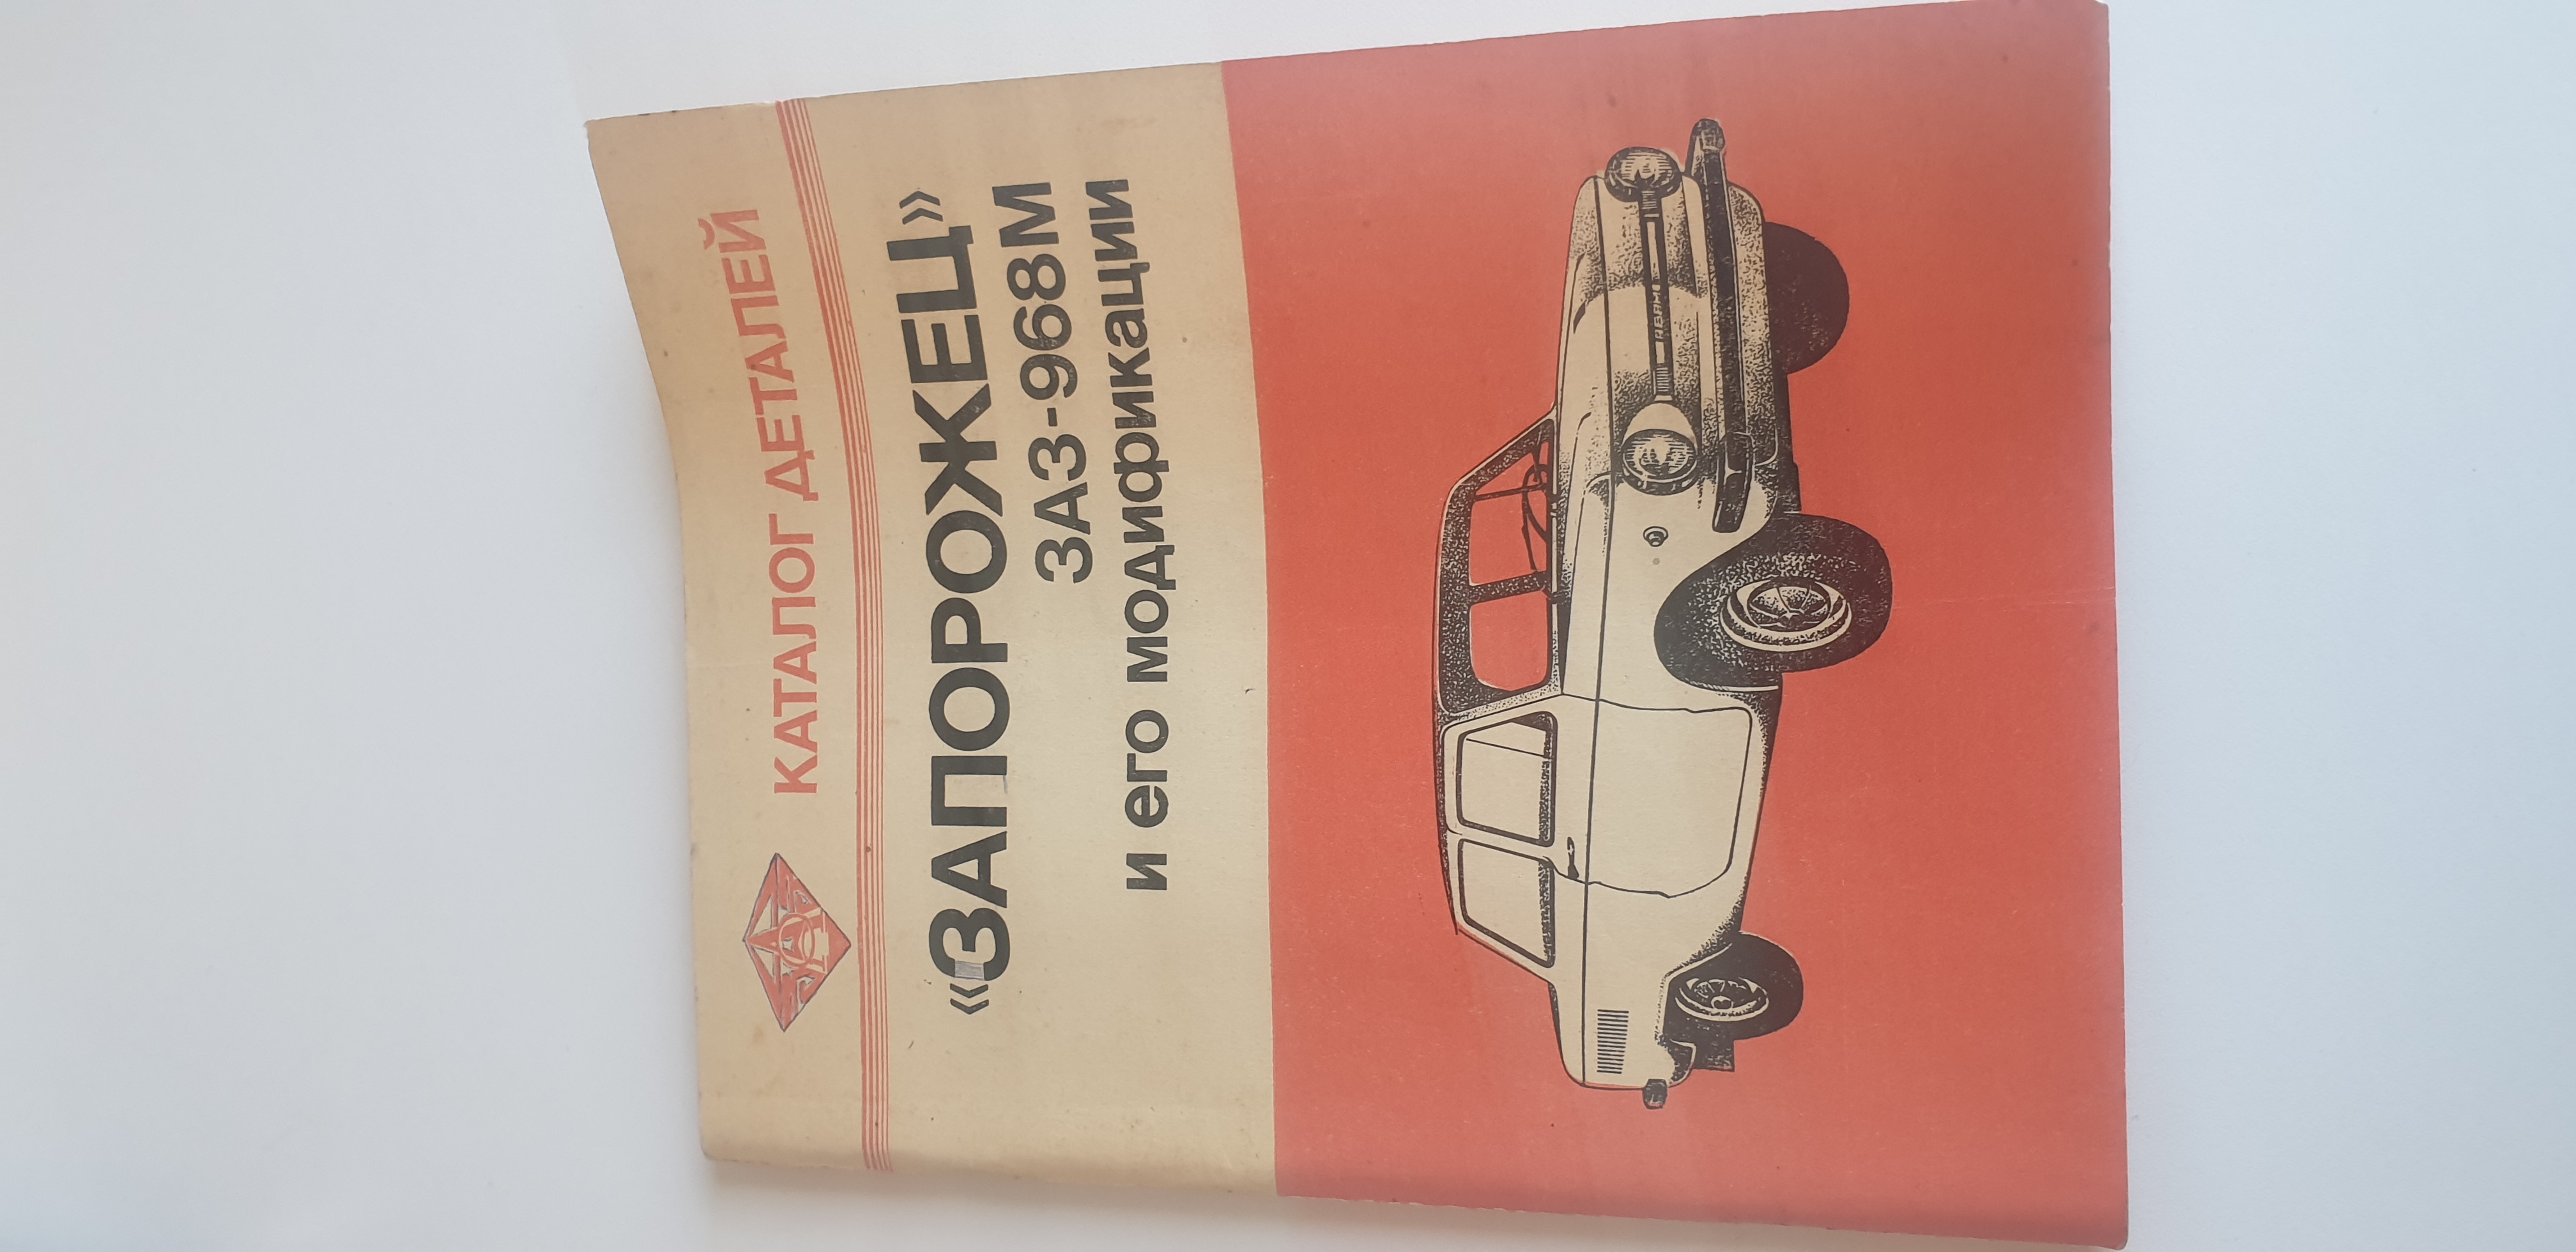 КАТАЛОГ ДЕТАЛЕЙ
«ЗАПОРОЖЕЦ»
ЗАЗ-968М
и его модификации